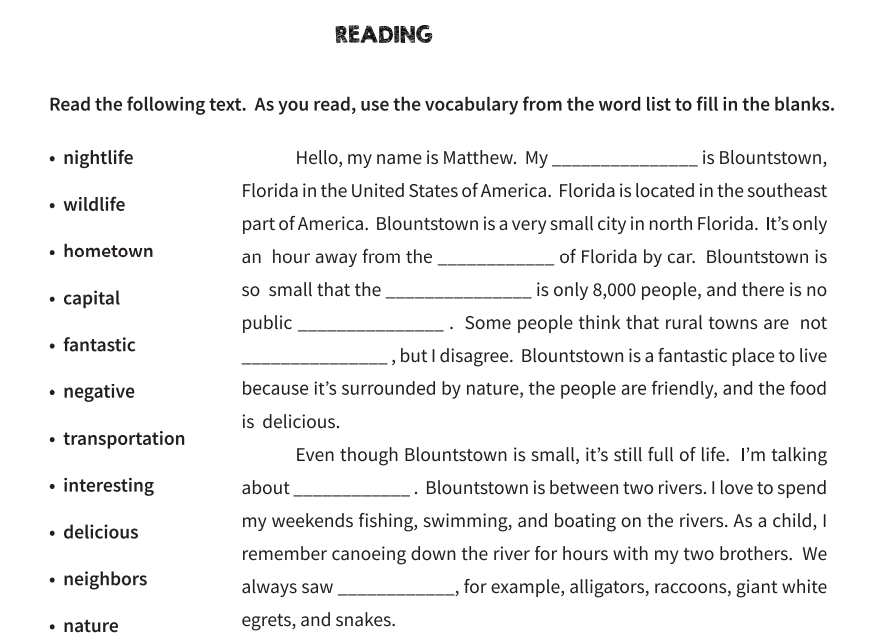 READING
Read the following text. As you read, use the vocabulary from the word list to fill in the blanks.
• nightlife
• wildlife
• hometown
• capital
• fantastic
• negative
• transportation
• interesting
• delicious
• neighbors
• nature
Hello, my name is Matthew. My _______________ is Blountstown,
Florida in the United States of America. Florida is located in the southeast
part of America. Blountstown is a very small city in north Florida. It’s only
an hour away from the ____________ of Florida by car. Blountstown is
so small that the _______________ is only 8,000 people, and there is no
public _______________ . Some people think that rural towns are not
_______________ , but I disagree. Blountstown is a fantastic place to live
because it’s surrounded by nature, the people are friendly, and the food
is delicious.
Even though Blountstown is small, it’s still full of life. I’m talking
about ____________ . Blountstown is between two rivers. I love to spend
my weekends fishing, swimming, and boating on the rivers. As a child, I
remember canoeing down the river for hours with my two brothers. We
always saw ____________, for example, alligators, raccoons, giant white
egrets, and snakes.